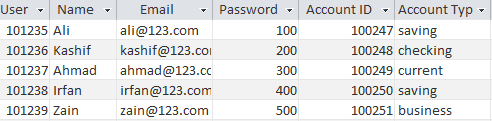 User Name Email Password Account ID Account Typ
101235 Ali ali@123.com 100 100247 saving
101236 Kashif kashif@123.co 200 100248 checking
101237 Ahmad ahmad@123.c 300 100249 current
101238 Irfan irfan@123.com 400 100250 saving
101239 Zain zain@123.com 500 100251 business